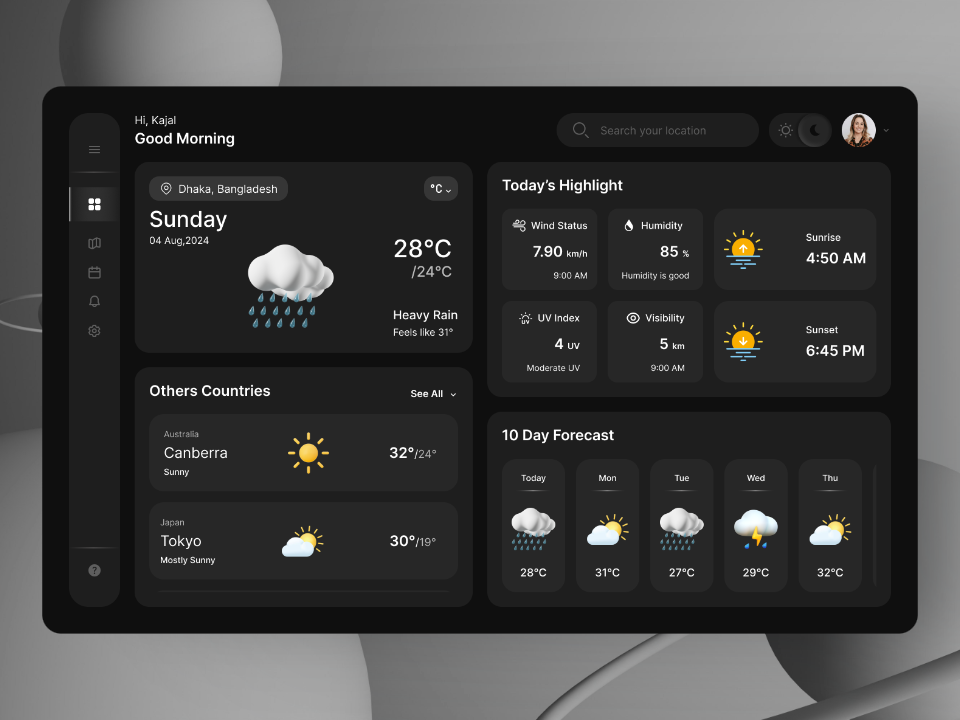 Hi, Kajal
Good Morning
Search your location
Dhaka, Bangladesh
°C
Sunday
04 Aug,2024
28°C
/24°C
Heavy Rain
Feels like 31°
Others Countries
See All
Australia
Canberra
Sunny
32°/24°
Japan
Tokyo
Mostly Sunny
30°/19°
Today's Highlight
Wind Status
7.90 km/h
9:00 AM
Humidity
85 %
Humidity is good
Sunrise
4:50 AM
UV
UV Index
4 UV
Moderate UV
Visibility
5 km
9:00 AM
Sunset
6:45 PM
10 Day Forecast
Today
28°C
Mon
31°C
Tue
27°C
Wed
29°C
Thu
32°C
?